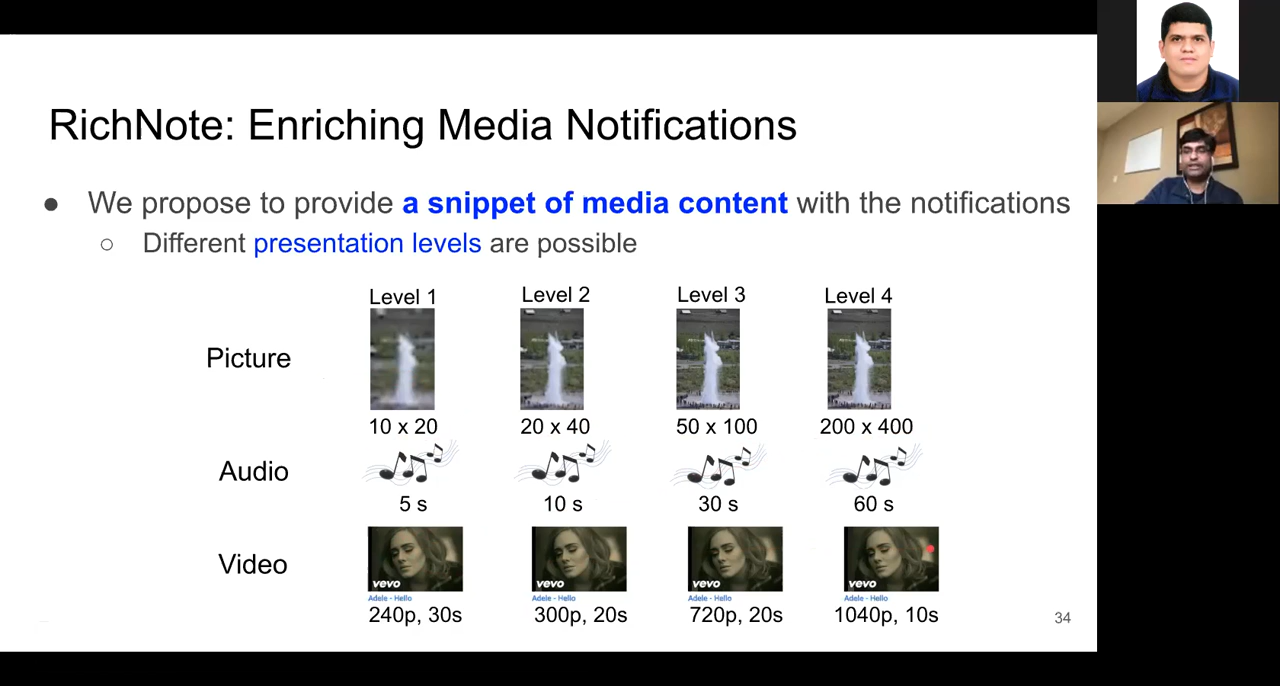 RichNote: Enriching Media Notifications
● We propose to provide a snippet of media content with the notifications
○ Different presentation levels are possible
Level 1 Level 2 Level 3 Level 4
Picture
10 x 20 20 x 40 50 x 100 200 x 400
Audio
5 s 10 s 30 s 60 s
Video
vevo vevo vevo vevo
Adele - Hello Adele - Hello Adele - Hello Adele - Hello
240p, 30s 300p, 20s 720p, 20s 1040p, 10s
34